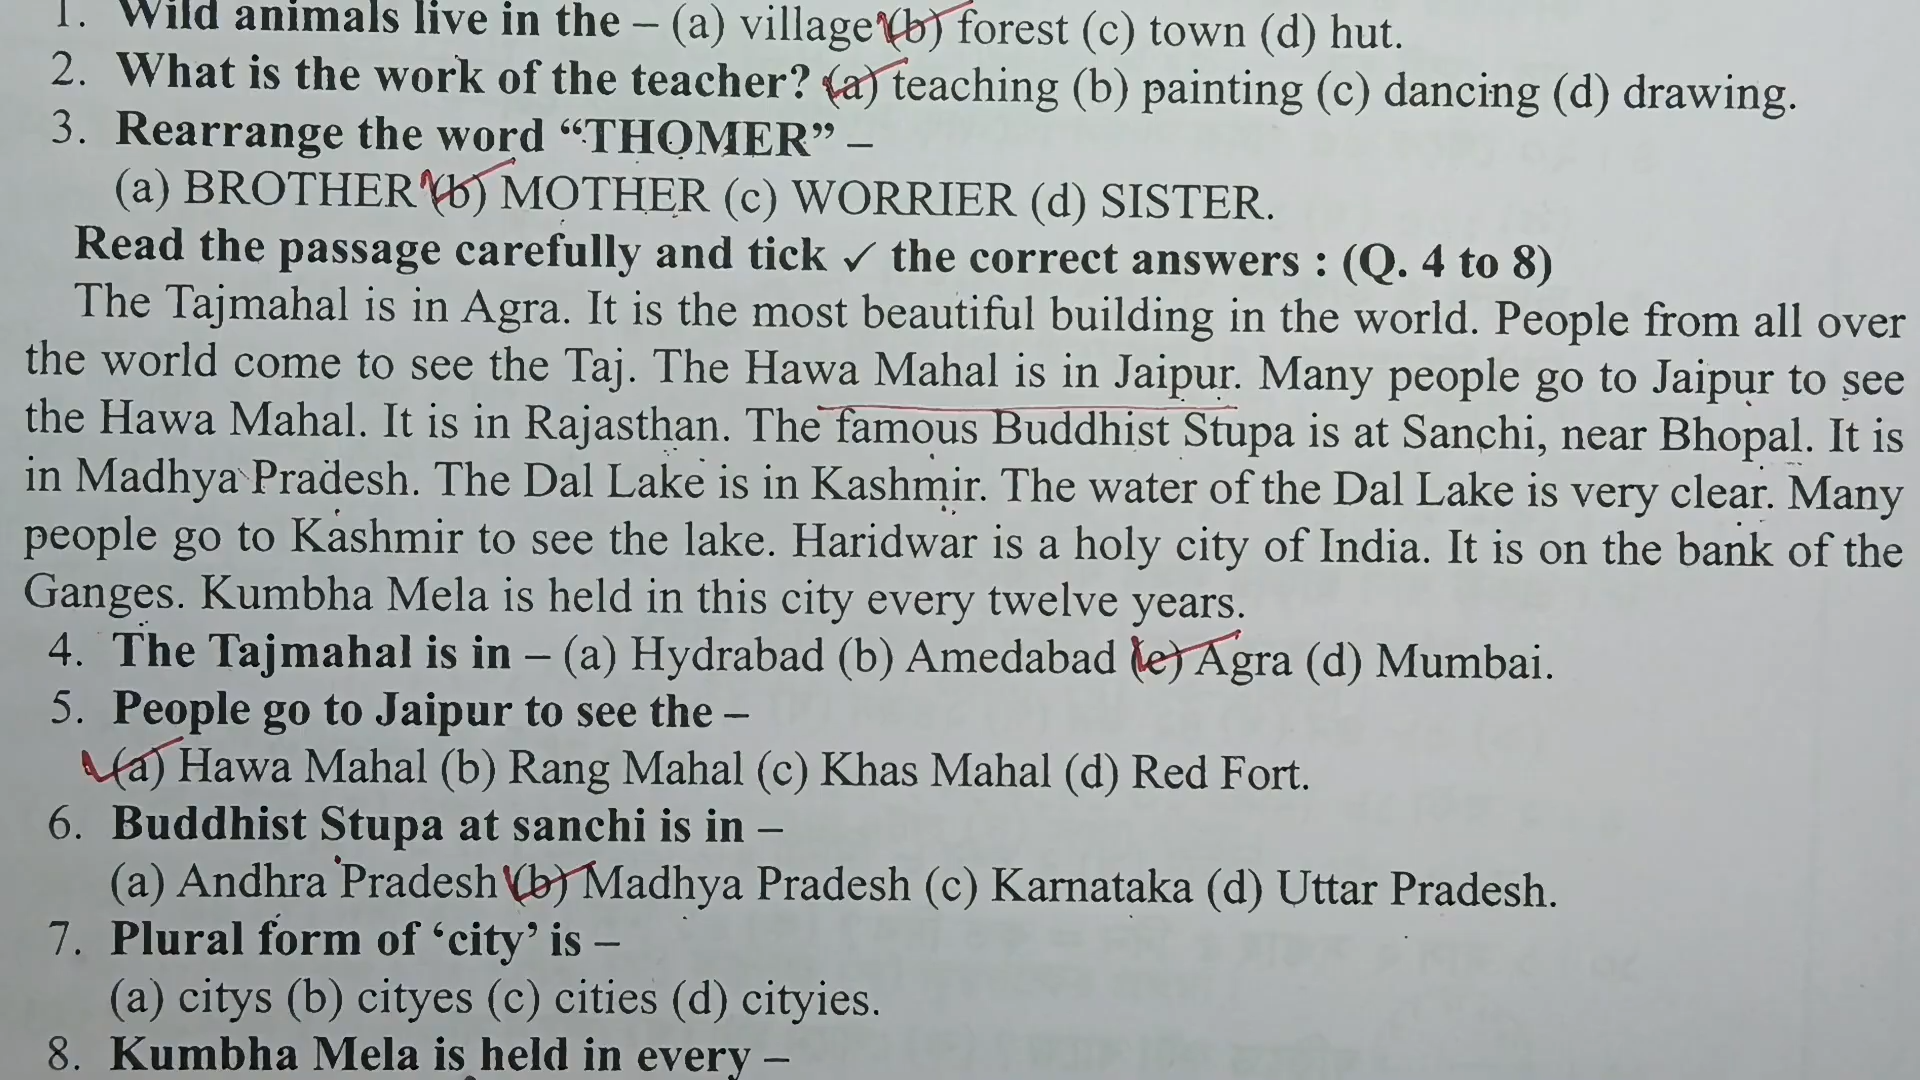 1. Wild animals live in the – (a) village (b) forest (c) town (d) hut.
2. What is the work of the teacher? (a) teaching (b) painting (c) dancing (d) drawing.
3. Rearrange the word “THOMER” –
(a) BROTHER (b) MOTHER (c) WORRIER (d) SISTER.
Read the passage carefully and tick ✓ the correct answers : (Q. 4 to 8)
The Tajmahal is in Agra. It is the most beautiful building in the world. People from all over
the world come to see the Taj. The Hawa Mahal is in Jaipur. Many people go to Jaipur to see
the Hawa Mahal. It is in Rajasthan. The famous Buddhist Stupa is at Sanchi, near Bhopal. It is
in Madhya Pradesh. The Dal Lake is in Kashmir. The water of the Dal Lake is very clear. Many
people go to Kashmir to see the lake. Haridwar is a holy city of India. It is on the bank of the
Ganges. Kumbha Mela is held in this city every twelve years.
4. The Tajmahal is in – (a) Hydrabad (b) Amedabad (c) Agra (d) Mumbai.
5. People go to Jaipur to see the –
(a) Hawa Mahal (b) Rang Mahal (c) Khas Mahal (d) Red Fort.
6. Buddhist Stupa at sanchi is in –
(a) Andhra Pradesh (b) Madhya Pradesh (c) Karnataka (d) Uttar Pradesh.
7. Plural form of ‘city’ is –
(a) citys (b) cityes (c) cities (d) cityies.
8. Kumbha Mela is held in every –